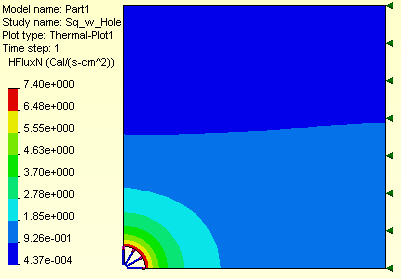 Model name: Part1
Study name: Sq_w_Hole
Plot type: Thermal-Plot1
Time step: 1
HFluxN (Cal/(s-cm^2))
7.40e+000
6.48e+000
5.55e+000
4.63e+000
3.70e+000
2.78e+000
1.85e+000
9.26e-001
4.37e-004